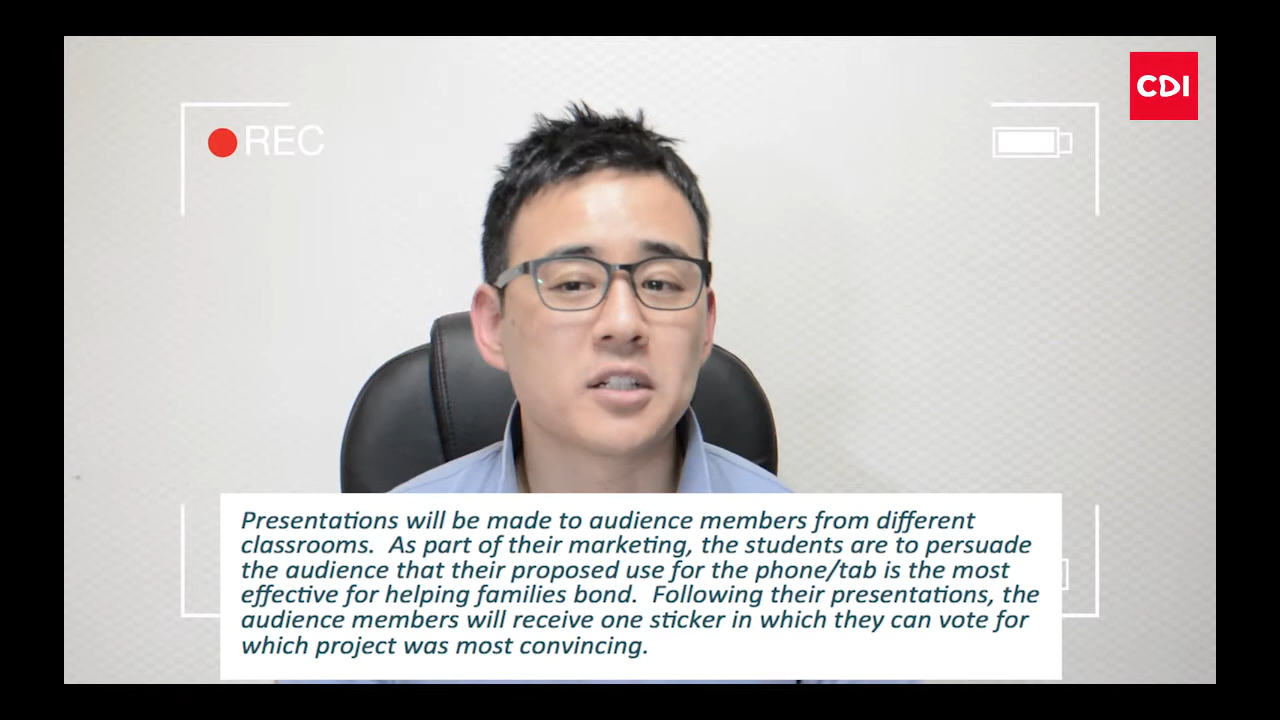 CDI
REC
Presentations will be made to audience members from different
classrooms.  As part of their marketing, the students are to persuade
the audience that their proposed use for the phone/tab is the most
effective for helping families bond.  Following their presentations, the
audience members will receive one sticker in which they can vote for
which project was most convincing.